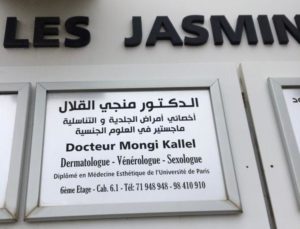 LES JASMIN
الدكتور منجي القلال
أخصائي أمراض الجلدية و التناسلية
ماجستير في العلوم الجنسية
Docteur Mongi Kallel
Dermatologue - Vénérologue - Sexologue
Diplômé en Médecine Esthétique de l'Université de Paris
6ème Etage - Cab. 6.1 - Tél: 71 948 948 - 98 410 910